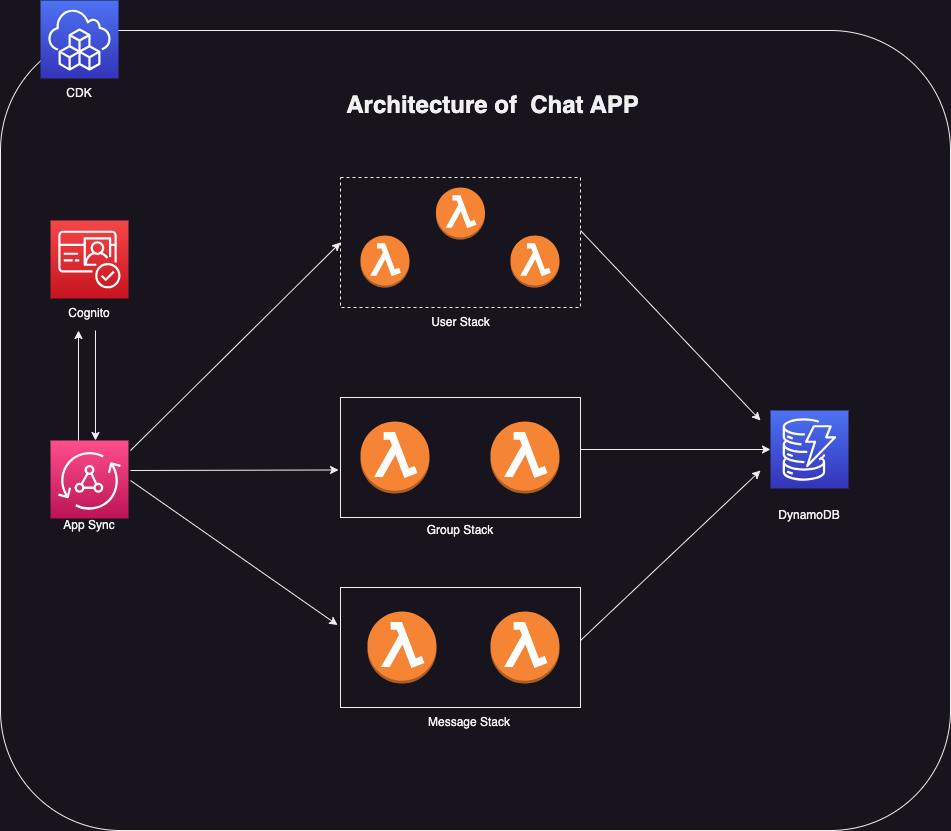 CDK
Architecture of  Chat APP
Cognito
User Stack
App Sync
Group Stack
DynamoDB
Message Stack